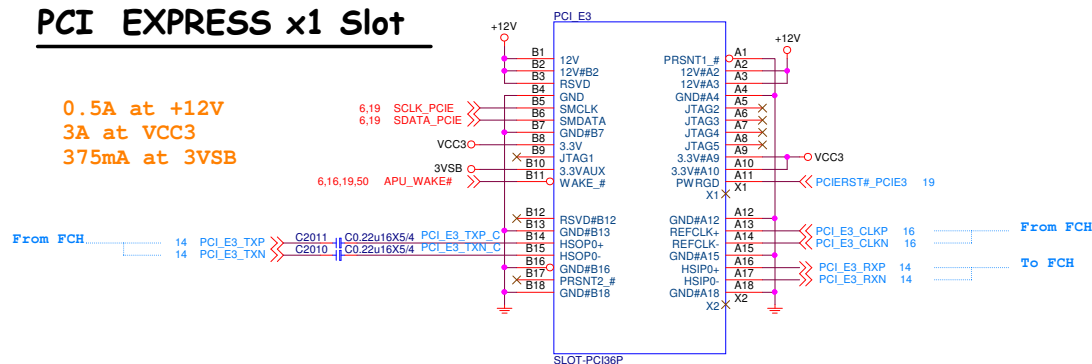 PCI EXPRESS x1 Slot
0.5A at +12V
3A at VCC3
375mA at 3VSB
PCI_E3
+12V
+12V
B1 12V PRSNT1_# A1
B2 12V#B2 12V#A2 A2
B3 RSVD 12V#A3 A3
B4 GND GND#A4 A4
6,19 SCLK_PCIE B5 SMCLK JTAG2 A5
6,19 SDATA_PCIE B6 SMDATA JTAG3 A6
B7 GND#B7 JTAG4 A7
VCC3 B8 3.3V JTAG5 A8
B9 JTAG1 3.3V#A9 A9 VCC3
3VSB B10 3.3VAUX 3.3V#A10 A10
6,16,19,50 APU_WAKE# B11 WAKE_# PWRGD A11 PCIERST#_PCIE3 19
X1 X1
B12 RSVD#B12 GND#A12 A12
B13 GND#B13 REFCLK+ A13 PCI_E3_CLKP 16 From FCH
From FCH 14 PCI_E3_TXP C2011 C0.22u16X5/4 PCI_E3_TXP_C B14 HSOP0+ REFCLK- A14 PCI_E3_CLKN 16
14 PCI_E3_TXN C2010 C0.22u16X5/4 PCI_E3_TXN_C B15 HSOP0- GND#A15 A15
B16 GND#B16 HSIP0+ A16 PCI_E3_RXP 14 To FCH
B17 PRSNT2_# HSIP0- A17 PCI_E3_RXN 14
B18 GND#B18 GND#A18 A18
X2 X2
SLOT-PCI36P